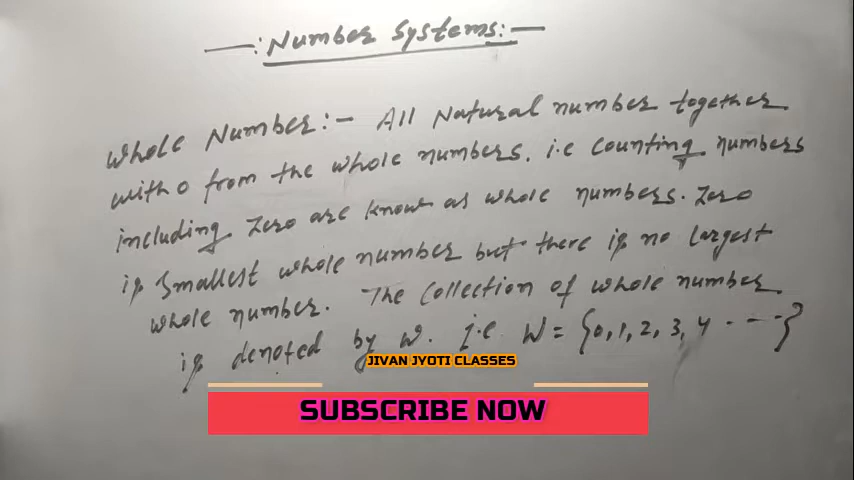 —: Number Systems: —
Whole Number:- All Natural number together
with 0 from the whole numbers. i.e counting numbers
including zero are know as whole numbers. Zero
is smallest whole number but there is no largest
whole number. The Collection of whole number
is denoted by W. i.e W = {0, 1, 2, 3, 4 - - - -}
JIVAN JYOTI CLASSES
SUBSCRIBE NOW